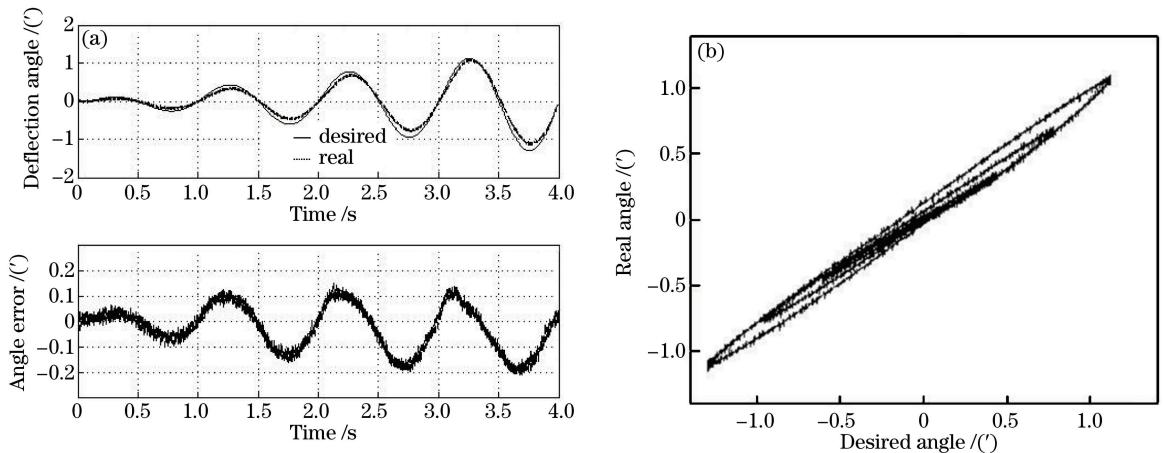 (a)
Deflection angle /(′)
2
1
0
−1
−2
desired
real
0 0.5 1.0 1.5 2.0 2.5 3.0 3.5 4.0
Time /s
Angle error /(′)
0.2
0.1
0
−0.1
−0.2
0 0.5 1.0 1.5 2.0 2.5 3.0 3.5 4.0
Time /s
(b)
Real angle /(′)
1.0
0.5
0
−0.5
−1.0
−1.0 −0.5 0 0.5 1.0
Desired angle /(′)